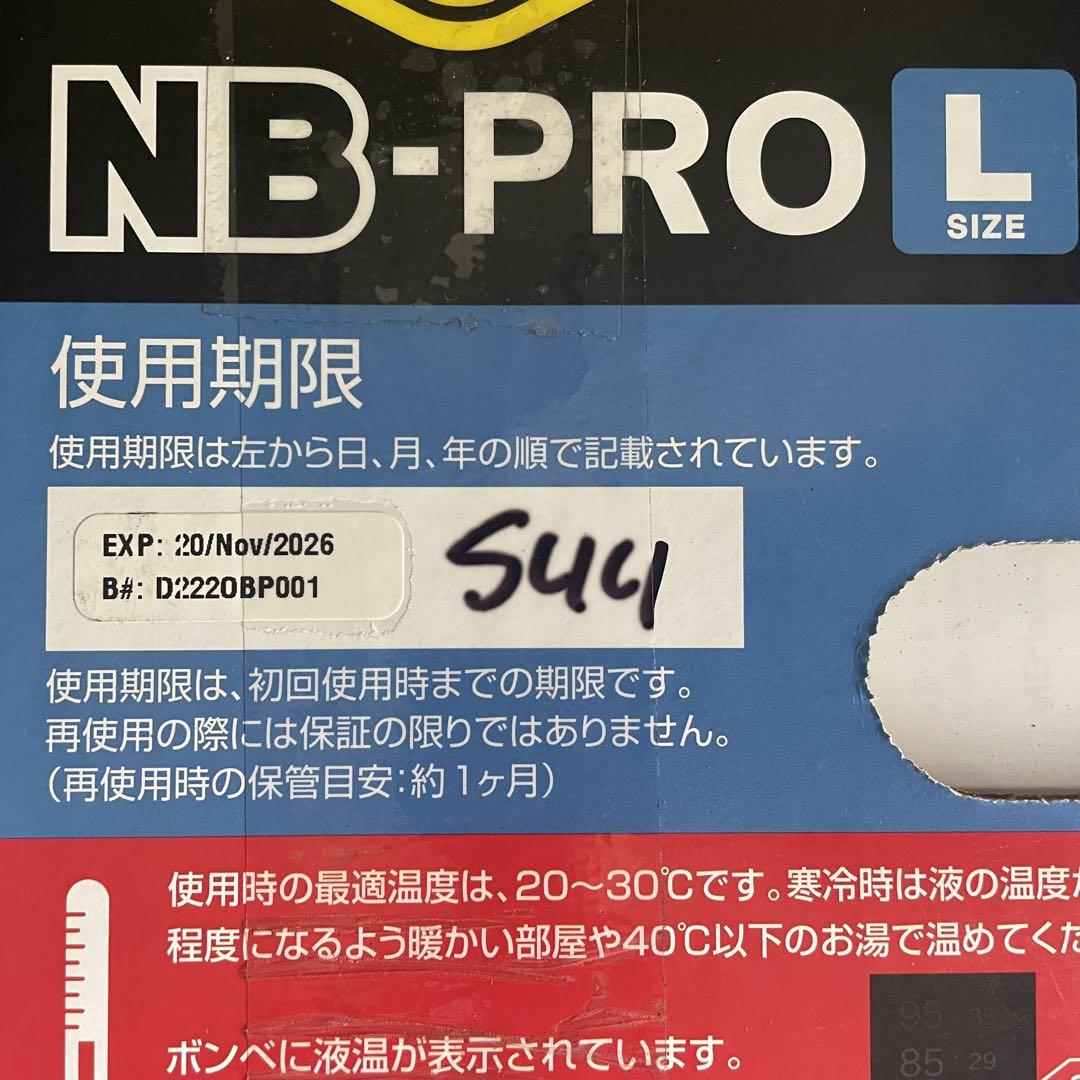 NB-PRO L
SIZE
使用期限
使用期限は左から日、月、年の順で記載されています。
EXP: 20/Nov/2026
B#: D2220BP001
S44
使用期限は、初回使用時までの期限です。
再使用の際には保証の限りではありません。
(再使用時の保管目安:約1ヶ月)
使用時の最適温度は、20〜30℃です。寒冷時は液の温度が
程度になるよう暖かい部屋や40℃以下のお湯で温めてくだ
95 35
ボンベに液温が表示されています。
85 29